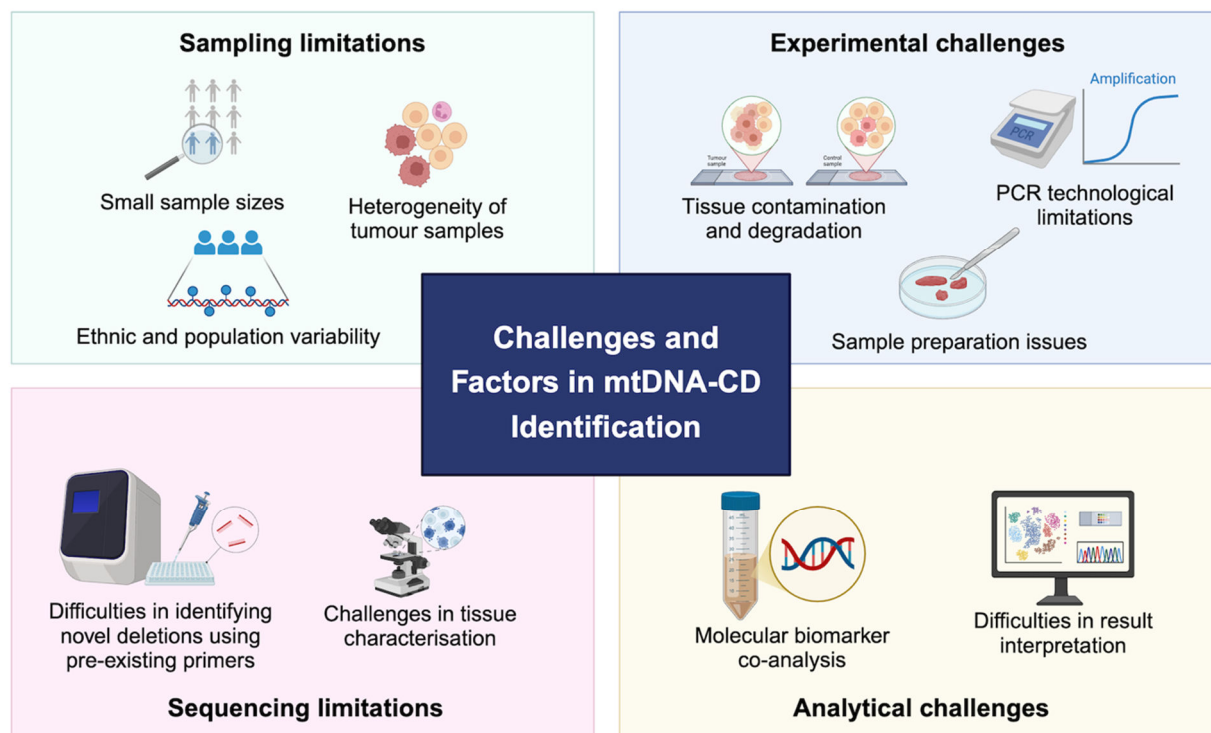 Sampling limitations
Small sample sizes
Heterogeneity of
tumour samples
Ethnic and population variability
Experimental challenges
Tumour
sample
Control
sample
Tissue contamination
and degradation
PCR
Amplification
PCR technological
limitations
Sample preparation issues
Challenges and
Factors in mtDNA-CD
Identification
Difficulties in identifying
novel deletions using
pre-existing primers
Challenges in tissue
characterisation
Sequencing limitations
Molecular biomarker
co-analysis
Difficulties in result
interpretation
Analytical challenges